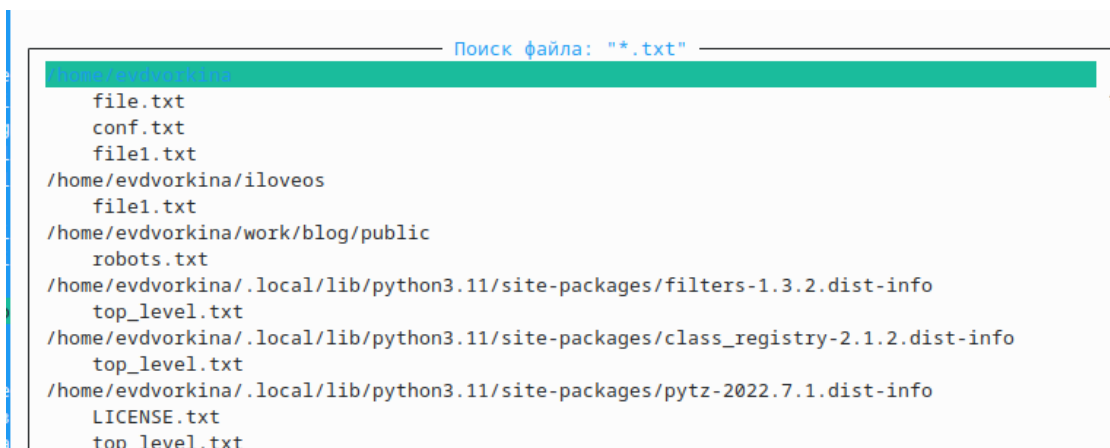 Поиск файла: "*.txt"
/home/evdvorkina
file.txt
conf.txt
file1.txt
/home/evdvorkina/iloveos
file1.txt
/home/evdvorkina/work/blog/public
robots.txt
/home/evdvorkina/.local/lib/python3.11/site-packages/filters-1.3.2.dist-info
top_level.txt
/home/evdvorkina/.local/lib/python3.11/site-packages/class_registry-2.1.2.dist-info
top_level.txt
/home/evdvorkina/.local/lib/python3.11/site-packages/pytz-2022.7.1.dist-info
LICENSE.txt
top_level.txt